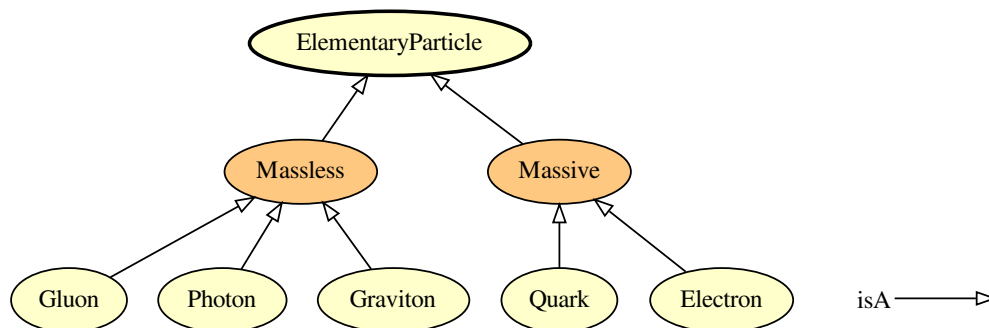 ElementaryParticle
Massless
Massive
Gluon
Photon
Graviton
Quark
Electron
isA